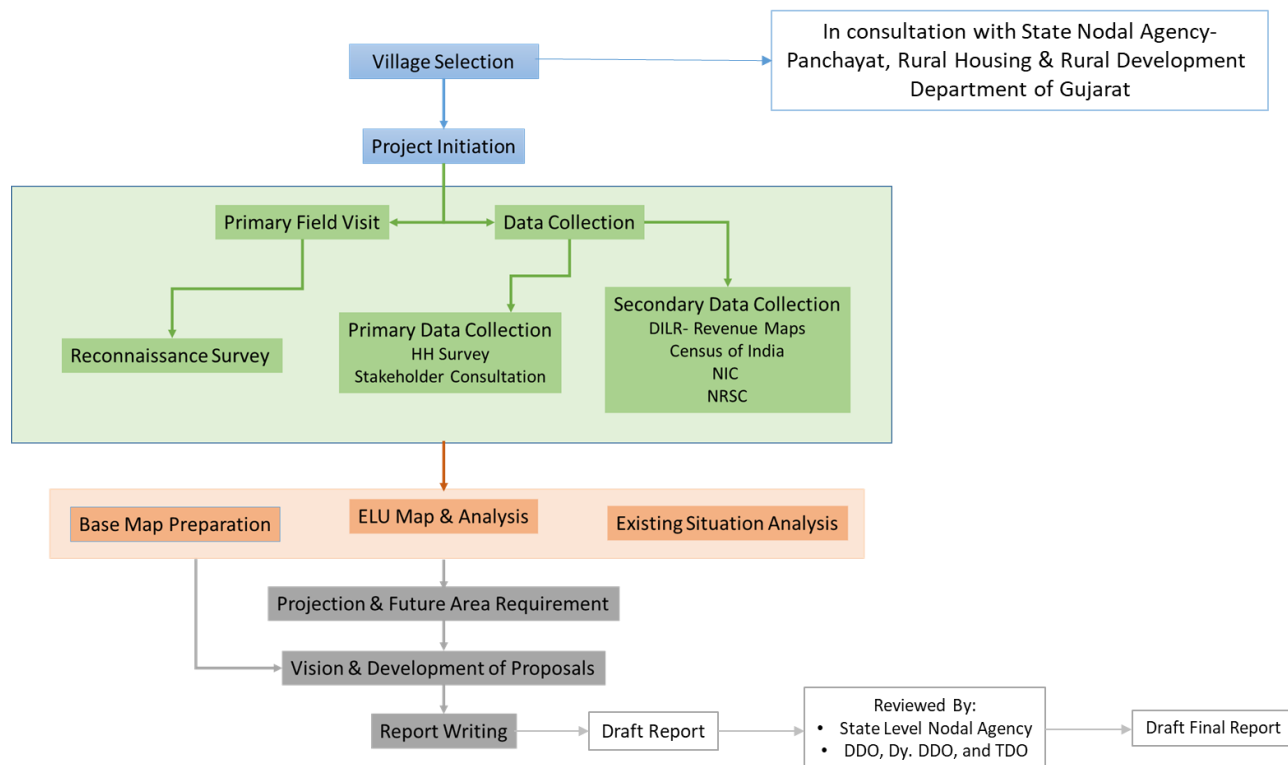 Village Selection
In consultation with State Nodal Agency-
Panchayat, Rural Housing & Rural Development
Department of Gujarat
Project Initiation
Primary Field Visit
Data Collection
Reconnaissance Survey
Primary Data Collection
HH Survey
Stakeholder Consultation
Secondary Data Collection
DILR- Revenue Maps
Census of India
NIC
NRSC
Base Map Preparation
ELU Map & Analysis
Existing Situation Analysis
Projection & Future Area Requirement
Vision & Development of Proposals
Report Writing
Draft Report
Reviewed By:
• State Level Nodal Agency
• DDO, Dy. DDO, and TDO
Draft Final Report